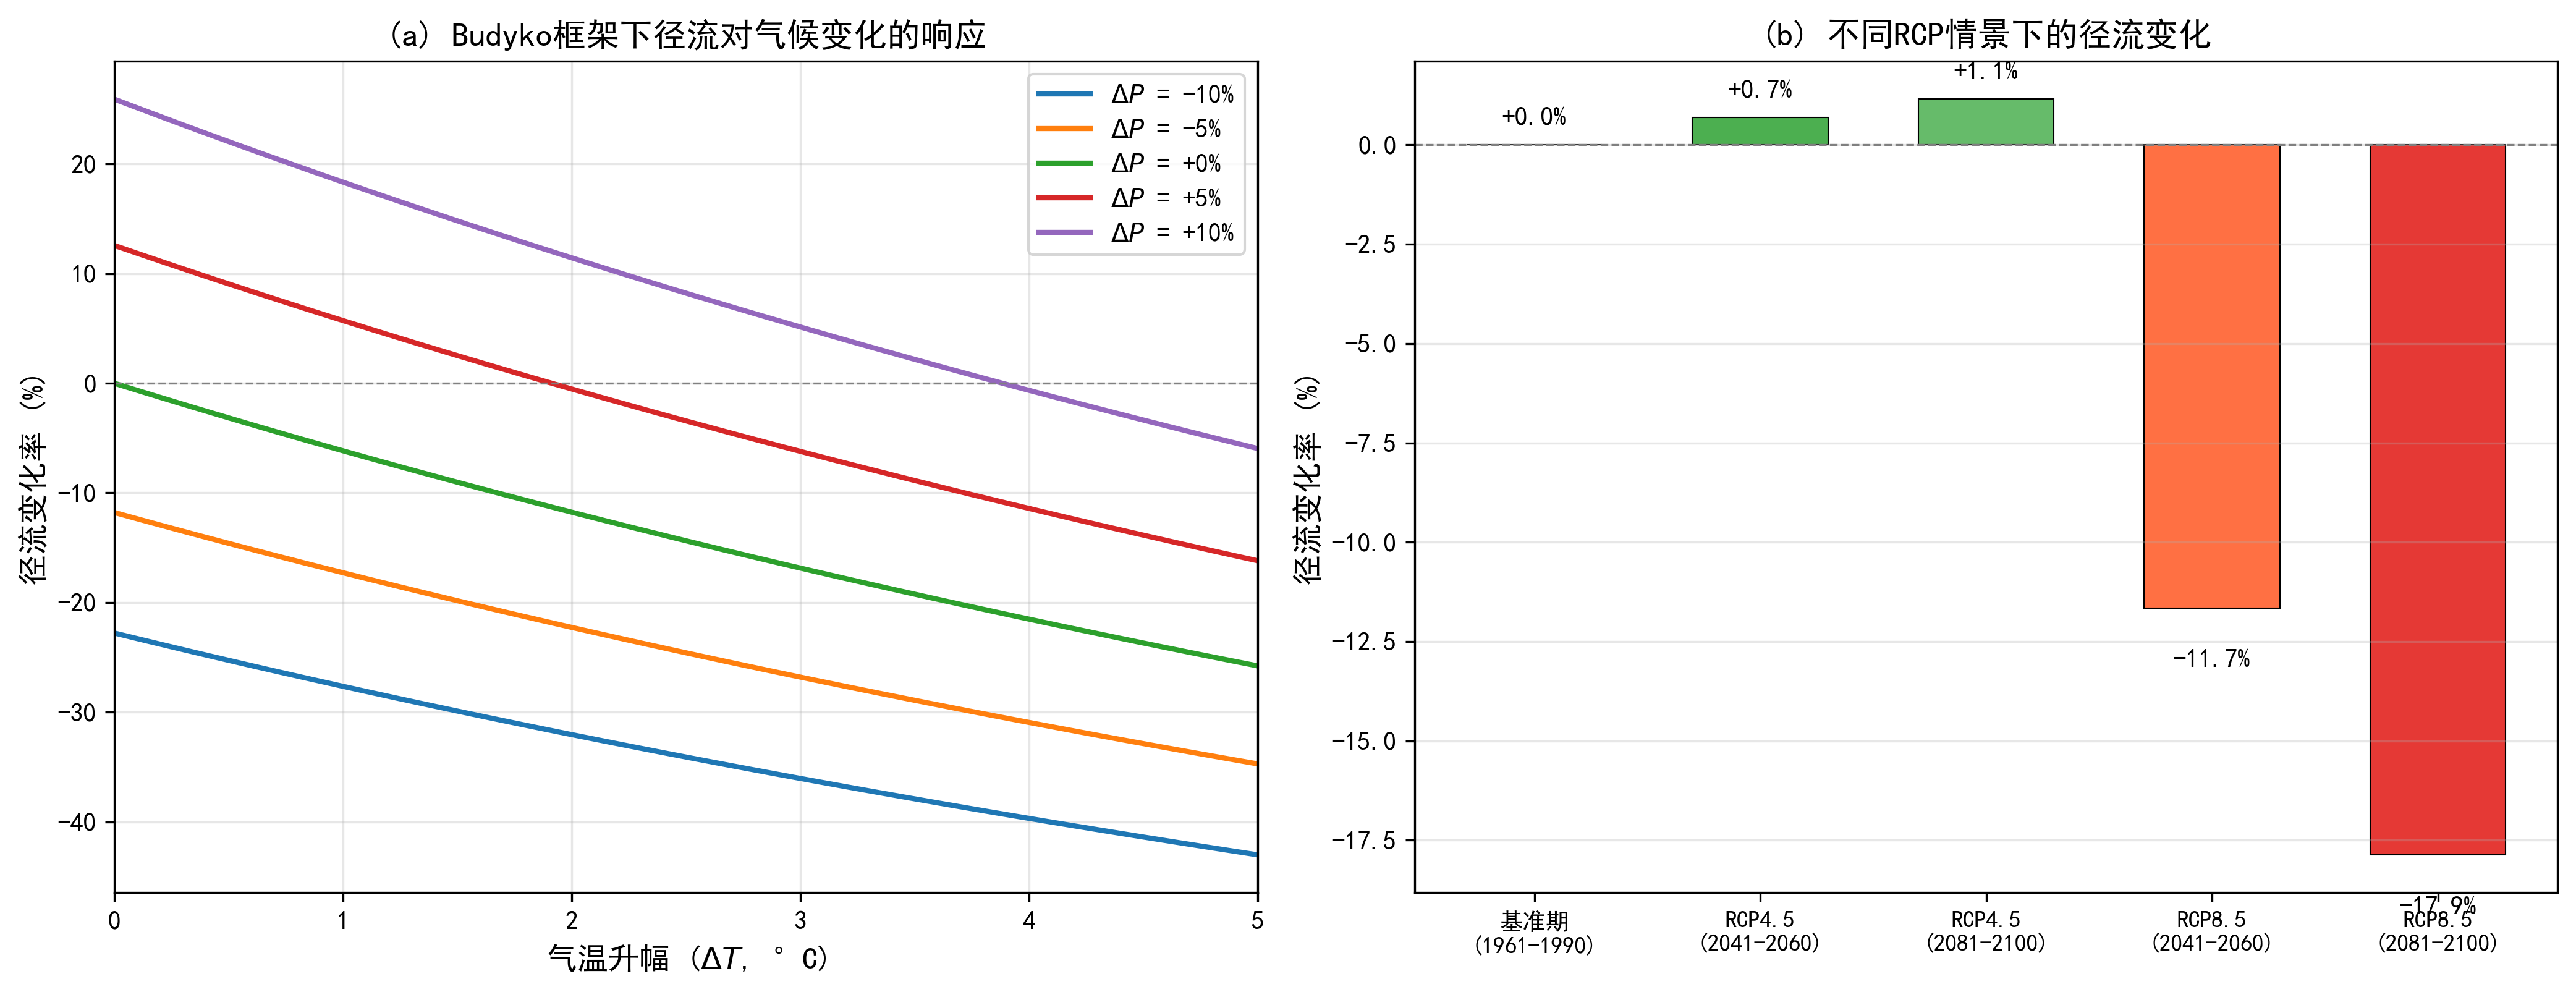 (a) Budyko框架下径流对气候变化的响应
径流变化率 (%)
20
10
0
−10
−20
−30
−40
ΔP = −10%
ΔP = −5%
ΔP = +0%
ΔP = +5%
ΔP = +10%
0 1 2 3 4 5
气温升幅 (ΔT, °C)
(b) 不同RCP情景下的径流变化
径流变化率 (%)
0.0
−2.5
−5.0
−7.5
−10.0
−12.5
−15.0
−17.5
+0.0%
+0.7%
+1.1%
−11.7%
−17.9%
基准期
(1961-1990)
RCP4.5
(2041-2060)
RCP4.5
(2081-2100)
RCP8.5
(2041-2060)
RCP8.5
(2081-2100)